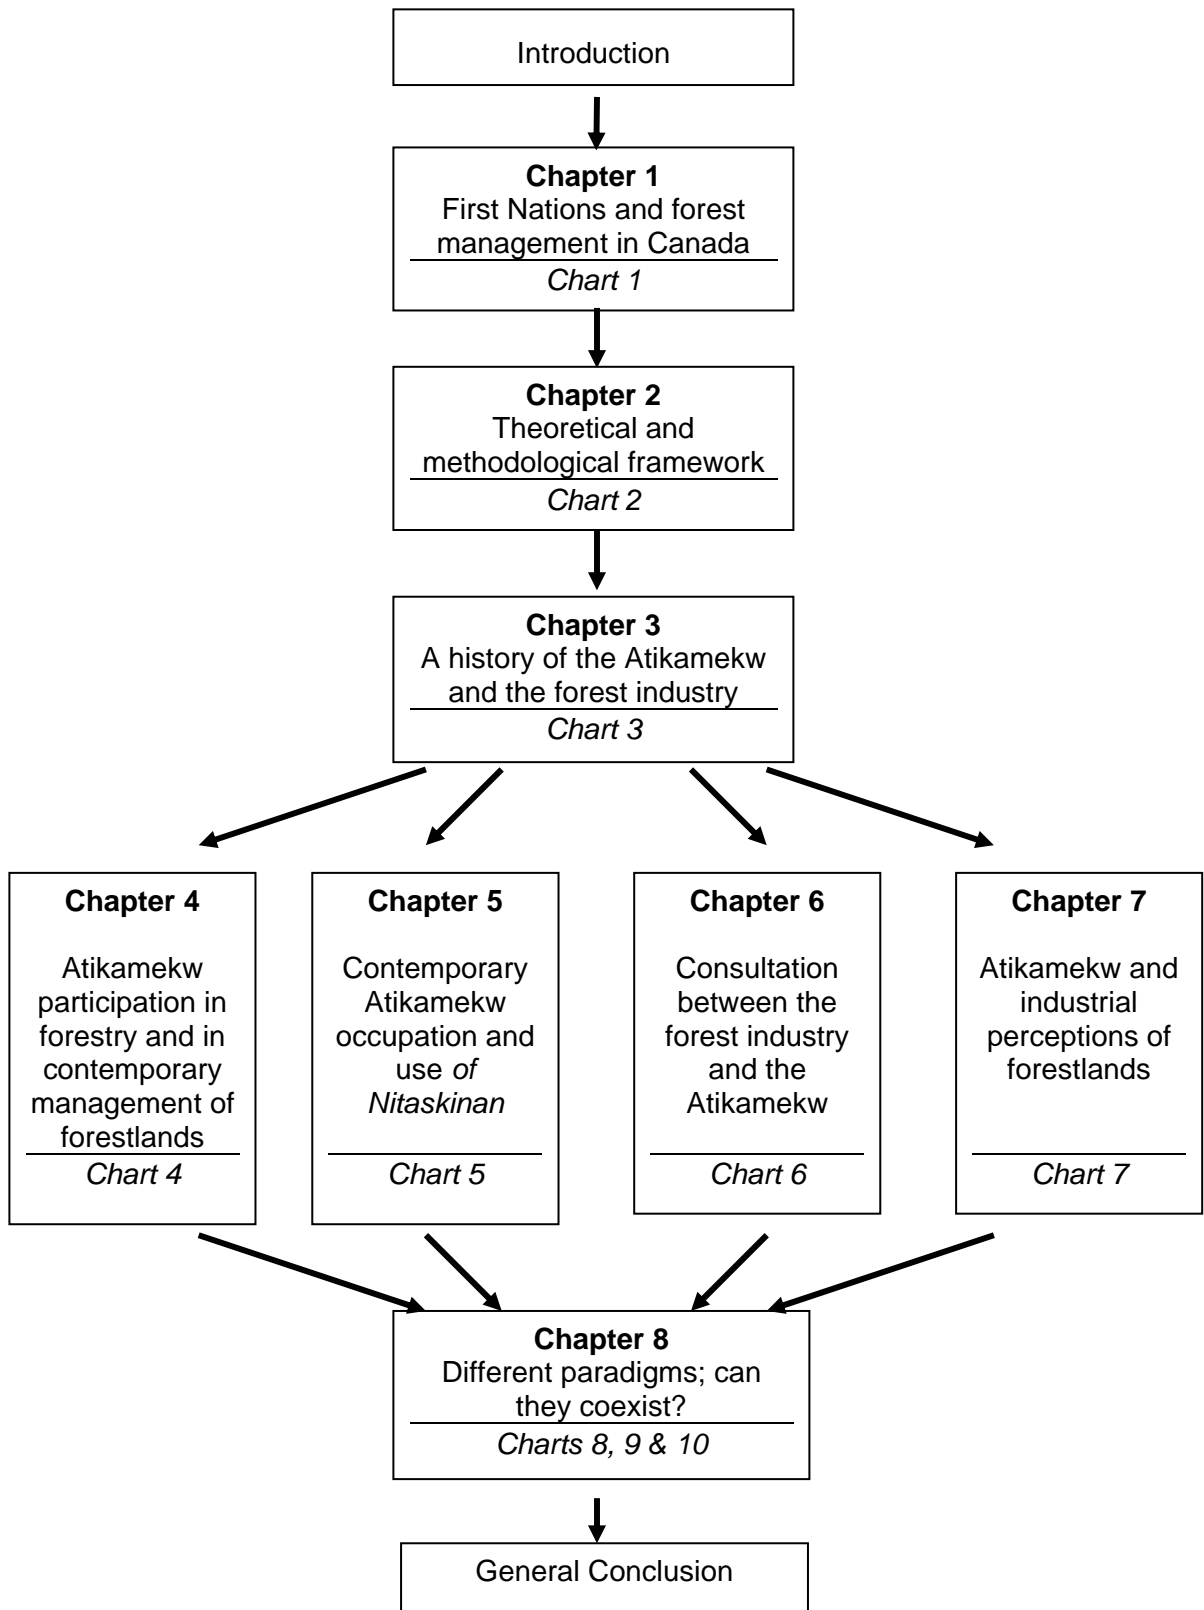 Introduction
Chapter 1
First Nations and forest
management in Canada
Chart 1
Chapter 2
Theoretical and
methodological framework
Chart 2
Chapter 3
A history of the Atikamekw
and the forest industry
Chart 3
Chapter 4
Atikamekw
participation in
forestry and in
contemporary
management of
forestlands
Chart 4
Chapter 5
Contemporary
Atikamekw
occupation and
use of
Nitaskinan
Chart 5
Chapter 6
Consultation
between the
forest industry
and the
Atikamekw
Chart 6
Chapter 7
Atikamekw and
industrial
perceptions of
forestlands
Chart 7
Chapter 8
Different paradigms; can
they coexist?
Charts 8, 9 & 10
General Conclusion